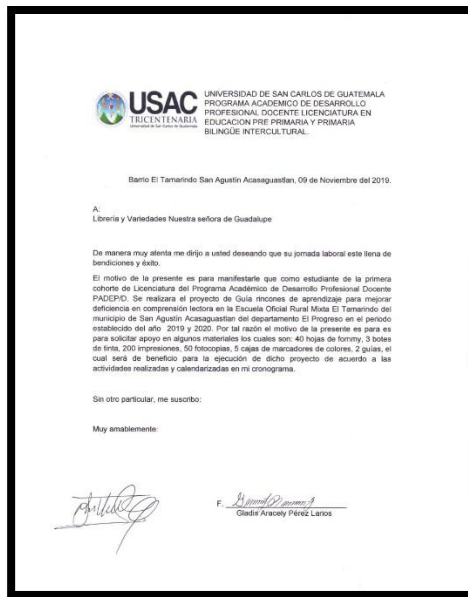 USAC
TRICENTENARIA
Universidad de San Carlos de Guatemala
UNIVERSIDAD DE SAN CARLOS DE GUATEMALA
PROGRAMA ACADEMICO DE DESARROLLO
PROFESIONAL DOCENTE LICENCIATURA EN
EDUCACION PRE PRIMARIA Y PRIMARIA
BILINGÜE INTERCULTURAL.
Barrio El Tamarindo San Agustín Acasaguastlan, 09 de Noviembre del 2019.
A:
Librería y Variedades Nuestra señora de Guadalupe
De manera muy atenta me dirijo a usted deseando que su jornada laboral este llena de
bendiciones y éxito.
El motivo de la presente es para manifestarle que como estudiante de la primera
cohorte de Licenciatura del Programa Académico de Desarrollo Profesional Docente
PADEP/D. Se realizara el proyecto de Guía rincones de aprendizaje para mejorar
deficiencia en comprensión lectora en la Escuela Oficial Rural Mixta El Tamarindo del
municipio de San Agustín Acasaguastlan del departamento El Progreso en el periodo
establecido del año 2019 y 2020. Por tal razón el motivo de la presente es para es
para solicitar apoyo en algunos materiales los cuales son: 40 hojas de fommy, 3 botes
de tinta, 200 impresiones, 50 fotocopias, 5 cajas de marcadores de colores, 2 guías, el
cual será de beneficio para la ejecución de dicho proyecto de acuerdo a las
actividades realizadas y calendarizadas en mi cronograma.
Sin otro particular, me suscribo:
Muy amablemente:
F.
Gladis Aracely Pérez Larios